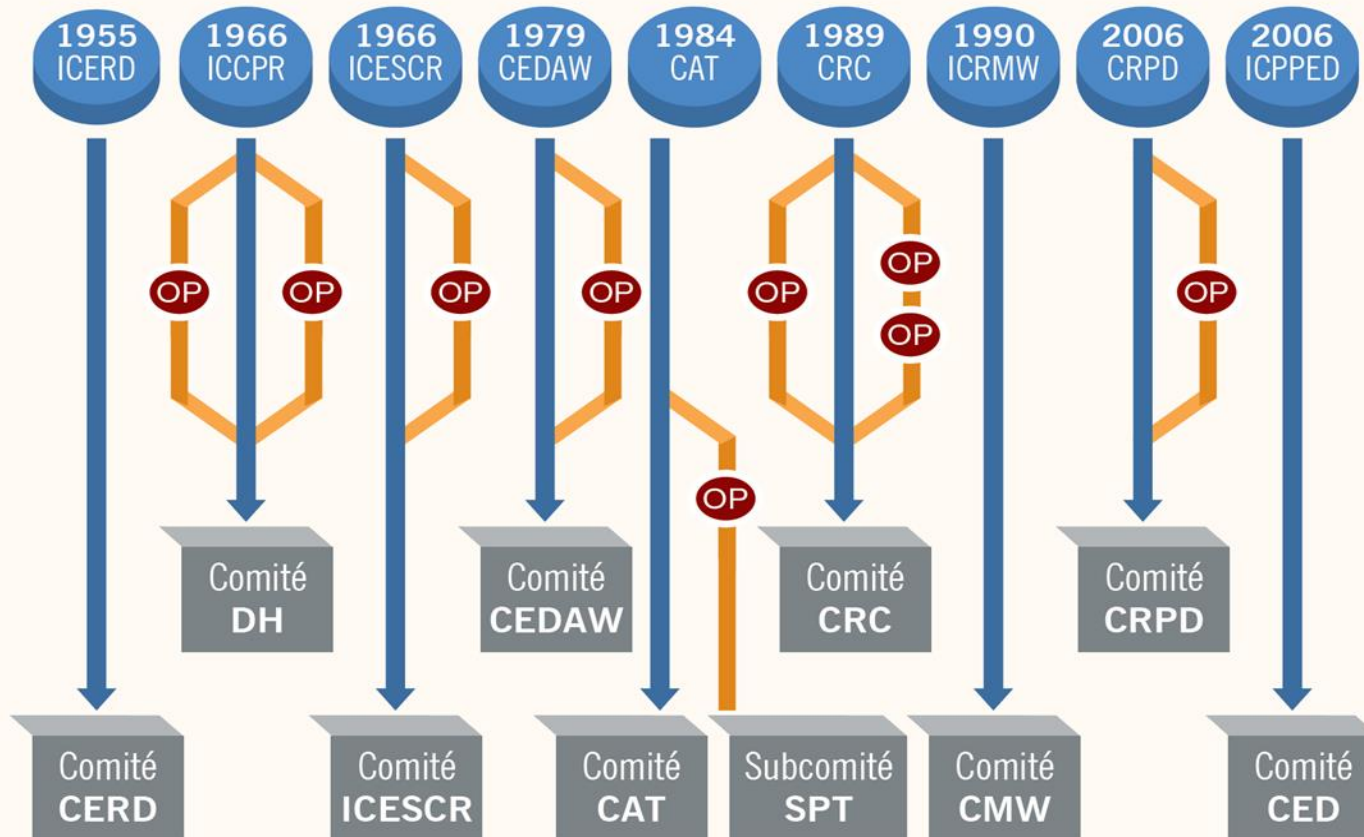 1955
ICERD
1966
ICCPR
1966
ICESCR
1979
CEDAW
1984
CAT
1989
CRC
1990
ICRMW
2006
CRPD
2006
ICPPED
OP
OP
OP
OP
OP
OP
OP
OP
OP
Comité
DH
Comité
CEDAW
Comité
CRC
Comité
CRPD
Comité
CERD
Comité
ICESCR
Comité
CAT
Subcomité
SPT
Comité
CMW
Comité
CED